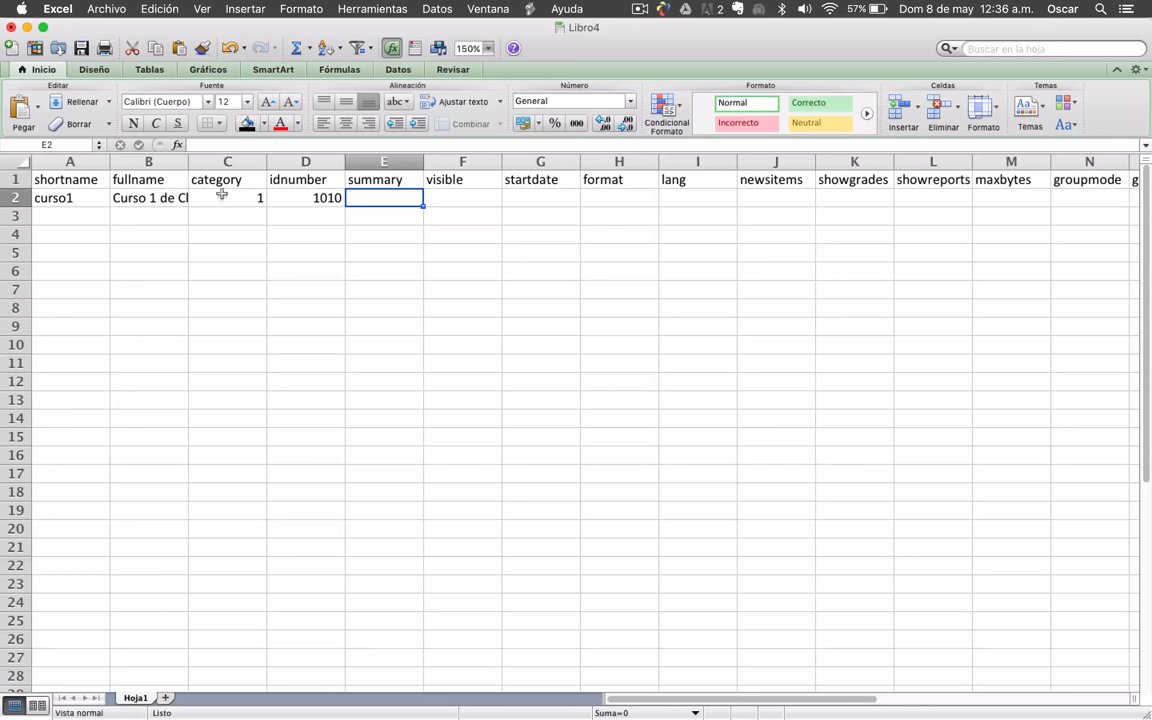 Excel Archivo Edición Ver Insertar Formato Herramientas Datos Ventana Ayuda 2 57% Dom 8 de may 12:36 a.m. Oscar
Libro4
150% Buscar en la hoja
Inicio Diseño Tablas Gráficos SmartArt Fórmulas Datos Revisar
Editar Fuente Alineación Número Formato Celdas Temas
Pegar Rellenar Calibri (Cuerpo) 12 A A abc Ajustar texto General Condicional Formato Normal Correcto Insertar Eliminar Formato Temas Aa
Borrar N C S A Combinar % 000 Incorrecto Neutral Aa
E2 fx
A B C D E F G H I J K L M N
1 shortname fullname category idnumber summary visible startdate format lang newsitems showgrades showreports maxbytes groupmode g
2 curso1 Curso 1 de Cl 1 1010
3
4
5
6
7
8
9
10
11
12
13
14
15
16
17
18
19
20
21
22
23
24
25
26
27
28
Hoja1
Vista normal Listo Suma=0